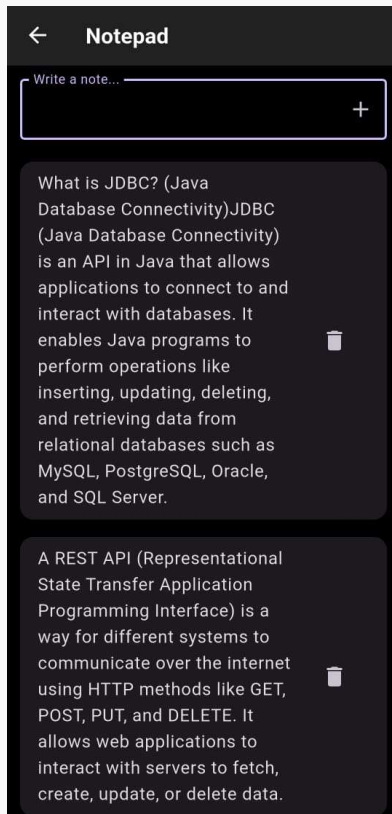 Notepad
Write a note...
What is JDBC? (Java
Database Connectivity)JDBC
(Java Database Connectivity)
is an API in Java that allows
applications to connect to and
interact with databases. It
enables Java programs to
perform operations like
inserting, updating, deleting,
and retrieving data from
relational databases such as
MySQL, PostgreSQL, Oracle,
and SQL Server.
A REST API (Representational
State Transfer Application
Programming Interface) is a
way for different systems to
communicate over the internet
using HTTP methods like GET,
POST, PUT, and DELETE. It
allows web applications to
interact with servers to fetch,
create, update, or delete data.